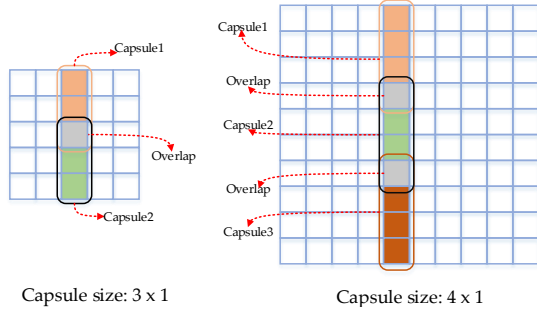 Capsule1
Overlap
Capsule2
Capsule size: 3 x 1
Capsule1
Overlap
Capsule2
Overlap
Capsule3
Capsule size: 4 x 1